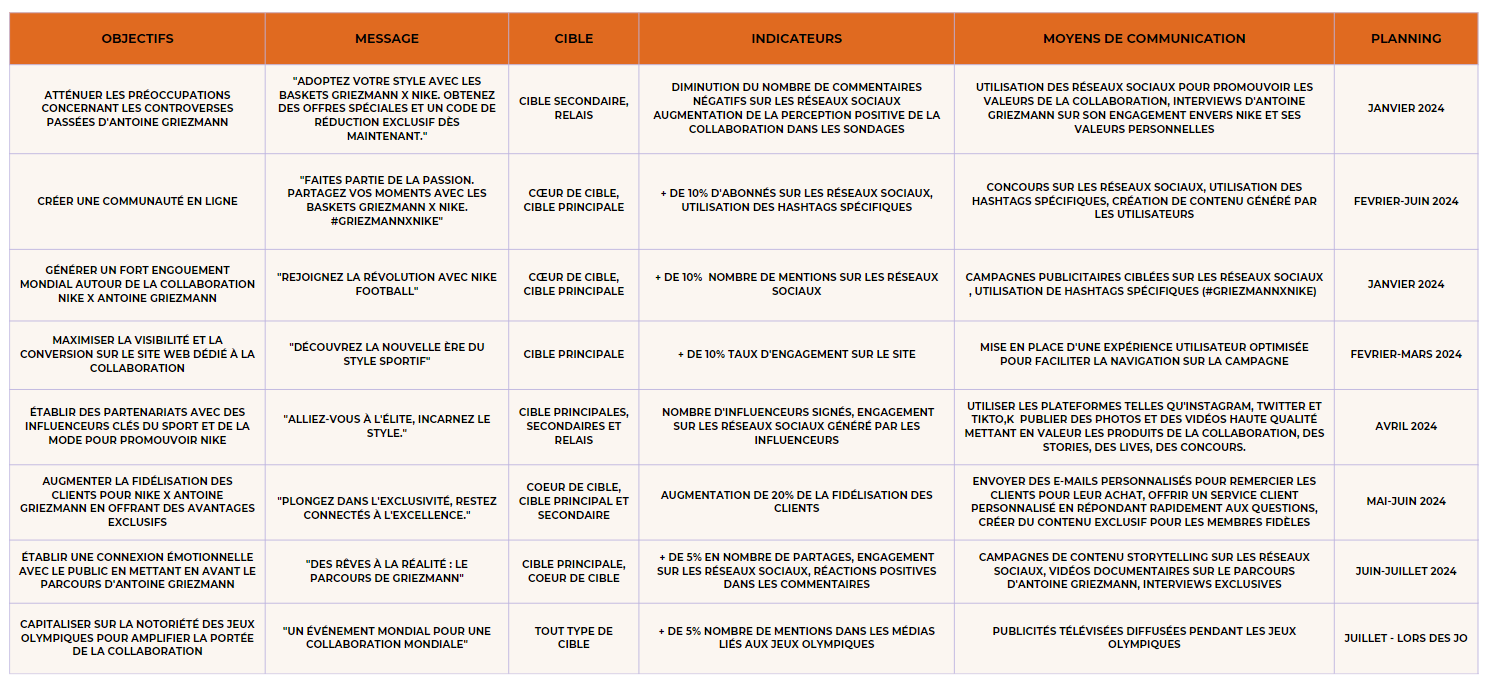 OBJECTIFS
MESSAGE
CIBLE
INDICATEURS
MOYENS DE COMMUNICATION
PLANNING
ATTÉNUER LES PRÉOCCUPATIONS
CONCERNANT LES CONTROVERSES
PASSÉES D'ANTOINE GRIEZMANN
"ADOPTEZ VOTRE STYLE AVEC LES
BASKETS GRIEZMANN X NIKE. OBTENEZ
DES OFFRES SPÉCIALES ET UN CODE DE
RÉDUCTION EXCLUSIF DÈS
MAINTENANT."
CIBLE SECONDAIRE,
RELAIS
DIMINUTION DU NOMBRE DE COMMENTAIRES
NÉGATIFS SUR LES RÉSEAUX SOCIAUX
AUGMENTATION DE LA PERCEPTION POSITIVE DE LA
COLLABORATION DANS LES SONDAGES
UTILISATION DES RÉSEAUX SOCIAUX POUR PROMOUVOIR LES
VALEURS DE LA COLLABORATION, INTERVIEWS D'ANTOINE
GRIEZMANN SUR SON ENGAGEMENT ENVERS NIKE ET SES
VALEURS PERSONNELLES
JANVIER 2024
CRÉER UNE COMMUNAUTÉ EN LIGNE
"FAITES PARTIE DE LA PASSION.
PARTAGEZ VOS MOMENTS AVEC LES
BASKETS GRIEZMANN X NIKE.
#GRIEZMANNXNIKE"
CŒUR DE CIBLE,
CIBLE PRINCIPALE
+ DE 10% D'ABONNÉS SUR LES RÉSEAUX SOCIAUX,
UTILISATION DES HASHTAGS SPÉCIFIQUES
CONCOURS SUR LES RÉSEAUX SOCIAUX, UTILISATION DES
HASHTAGS SPÉCIFIQUES, CRÉATION DE CONTENU GÉNÉRÉ PAR
LES UTILISATEURS
FEVRIER-JUIN 2024
GÉNÉRER UN FORT ENGOUEMENT
MONDIAL AUTOUR DE LA COLLABORATION
NIKE X ANTOINE GRIEZMANN
"REJOIGNEZ LA RÉVOLUTION AVEC NIKE
FOOTBALL"
CŒUR DE CIBLE,
CIBLE PRINCIPALE
+ DE 10% NOMBRE DE MENTIONS SUR LES RÉSEAUX
SOCIAUX
CAMPAGNES PUBLICITAIRES CIBLÉES SUR LES RÉSEAUX SOCIAUX
, UTILISATION DE HASHTAGS SPÉCIFIQUES (#GRIEZMANNXNIKE)
JANVIER 2024
MAXIMISER LA VISIBILITÉ ET LA
CONVERSION SUR LE SITE WEB DÉDIÉ À LA
COLLABORATION
"DÉCOUVREZ LA NOUVELLE ÈRE DU
STYLE SPORTIF"
CIBLE PRINCIPALE
+ DE 10% TAUX D'ENGAGEMENT SUR LE SITE
MISE EN PLACE D'UNE EXPÉRIENCE UTILISATEUR OPTIMISÉE
POUR FACILITER LA NAVIGATION SUR LA CAMPAGNE
FEVRIER-MARS 2024
ÉTABLIR DES PARTENARIATS AVEC DES
INFLUENCEURS CLÉS DU SPORT ET DE LA
MODE POUR PROMOUVOIR NIKE
"ALLIEZ-VOUS À L'ÉLITE, INCARNEZ LE
STYLE."
CIBLE PRINCIPALES,
SECONDAIRES ET
RELAIS
NOMBRE D'INFLUENCEURS SIGNÉS, ENGAGEMENT
SUR LES RÉSEAUX SOCIAUX GÉNÉRÉ PAR LES
INFLUENCEURS
UTILISER LES PLATEFORMES TELLES QU'INSTAGRAM, TWITTER ET
TIKTO,K PUBLIER DES PHOTOS ET DES VIDÉOS HAUTE QUALITÉ
METTANT EN VALEUR LES PRODUITS DE LA COLLABORATION, DES
STORIES, DES LIVES, DES CONCOURS.
AVRIL 2024
AUGMENTER LA FIDÉLISATION DES
CLIENTS POUR NIKE X ANTOINE
GRIEZMANN EN OFFRANT DES AVANTAGES
EXCLUSIFS
"PLONGEZ DANS L'EXCLUSIVITÉ, RESTEZ
CONNECTÉS À L'EXCELLENCE."
COEUR DE CIBLE,
CIBLE PRINCIPAL ET
SECONDAIRE
AUGMENTATION DE 20% DE LA FIDÉLISATION DES
CLIENTS
ENVOYER DES E-MAILS PERSONNALISÉS POUR REMERCIER LES
CLIENTS POUR LEUR ACHAT, OFFRIR UN SERVICE CLIENT
PERSONNALISÉ EN RÉPONDANT RAPIDEMENT AUX QUESTIONS,
CRÉER DU CONTENU EXCLUSIF POUR LES MEMBRES FIDÈLES
MAI-JUIN 2024
ÉTABLIR UNE CONNEXION ÉMOTIONNELLE
AVEC LE PUBLIC EN METTANT EN AVANT LE
PARCOURS D'ANTOINE GRIEZMANN
"DES RÊVES À LA RÉALITÉ : LE
PARCOURS DE GRIEZMANN"
CIBLE PRINCIPALE,
COEUR DE CIBLE
+ DE 5% EN NOMBRE DE PARTAGES, ENGAGEMENT
SUR LES RÉSEAUX SOCIAUX, RÉACTIONS POSITIVES
DANS LES COMMENTAIRES
CAMPAGNES DE CONTENU STORYTELLING SUR LES RÉSEAUX
SOCIAUX, VIDÉOS DOCUMENTAIRES SUR LE PARCOURS
D'ANTOINE GRIEZMANN, INTERVIEWS EXCLUSIVES
JUIN-JUILLET 2024
CAPITALISER SUR LA NOTORIÉTÉ DES JEUX
OLYMPIQUES POUR AMPLIFIER LA PORTÉE
DE LA COLLABORATION
"UN ÉVÉNEMENT MONDIAL POUR UNE
COLLABORATION MONDIALE"
TOUT TYPE DE
CIBLE
+ DE 5% NOMBRE DE MENTIONS DANS LES MÉDIAS
LIÉS AUX JEUX OLYMPIQUES
PUBLICITÉS TÉLÉVISÉES DIFFUSÉES PENDANT LES JEUX
OLYMPIQUES
JUILLET - LORS DES JO